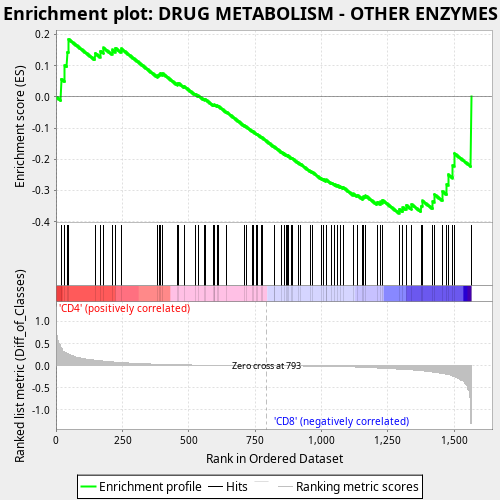 Enrichment plot: DRUG METABOLISM - OTHER ENZYMES
Enrichment score (ES)
0.2
0.1
0.0
-0.1
-0.2
-0.3
-0.4
'CD4' (positively correlated)
Ranked list metric (Diff_of_Classes)
1.0
0.5
0.0
-0.5
-1.0
Zero cross at 793
'CD8' (negatively correlated)
0 250 500 750 1,000 1,250 1,500
Rank in Ordered Dataset
Enrichment profile Hits Ranking metric scores